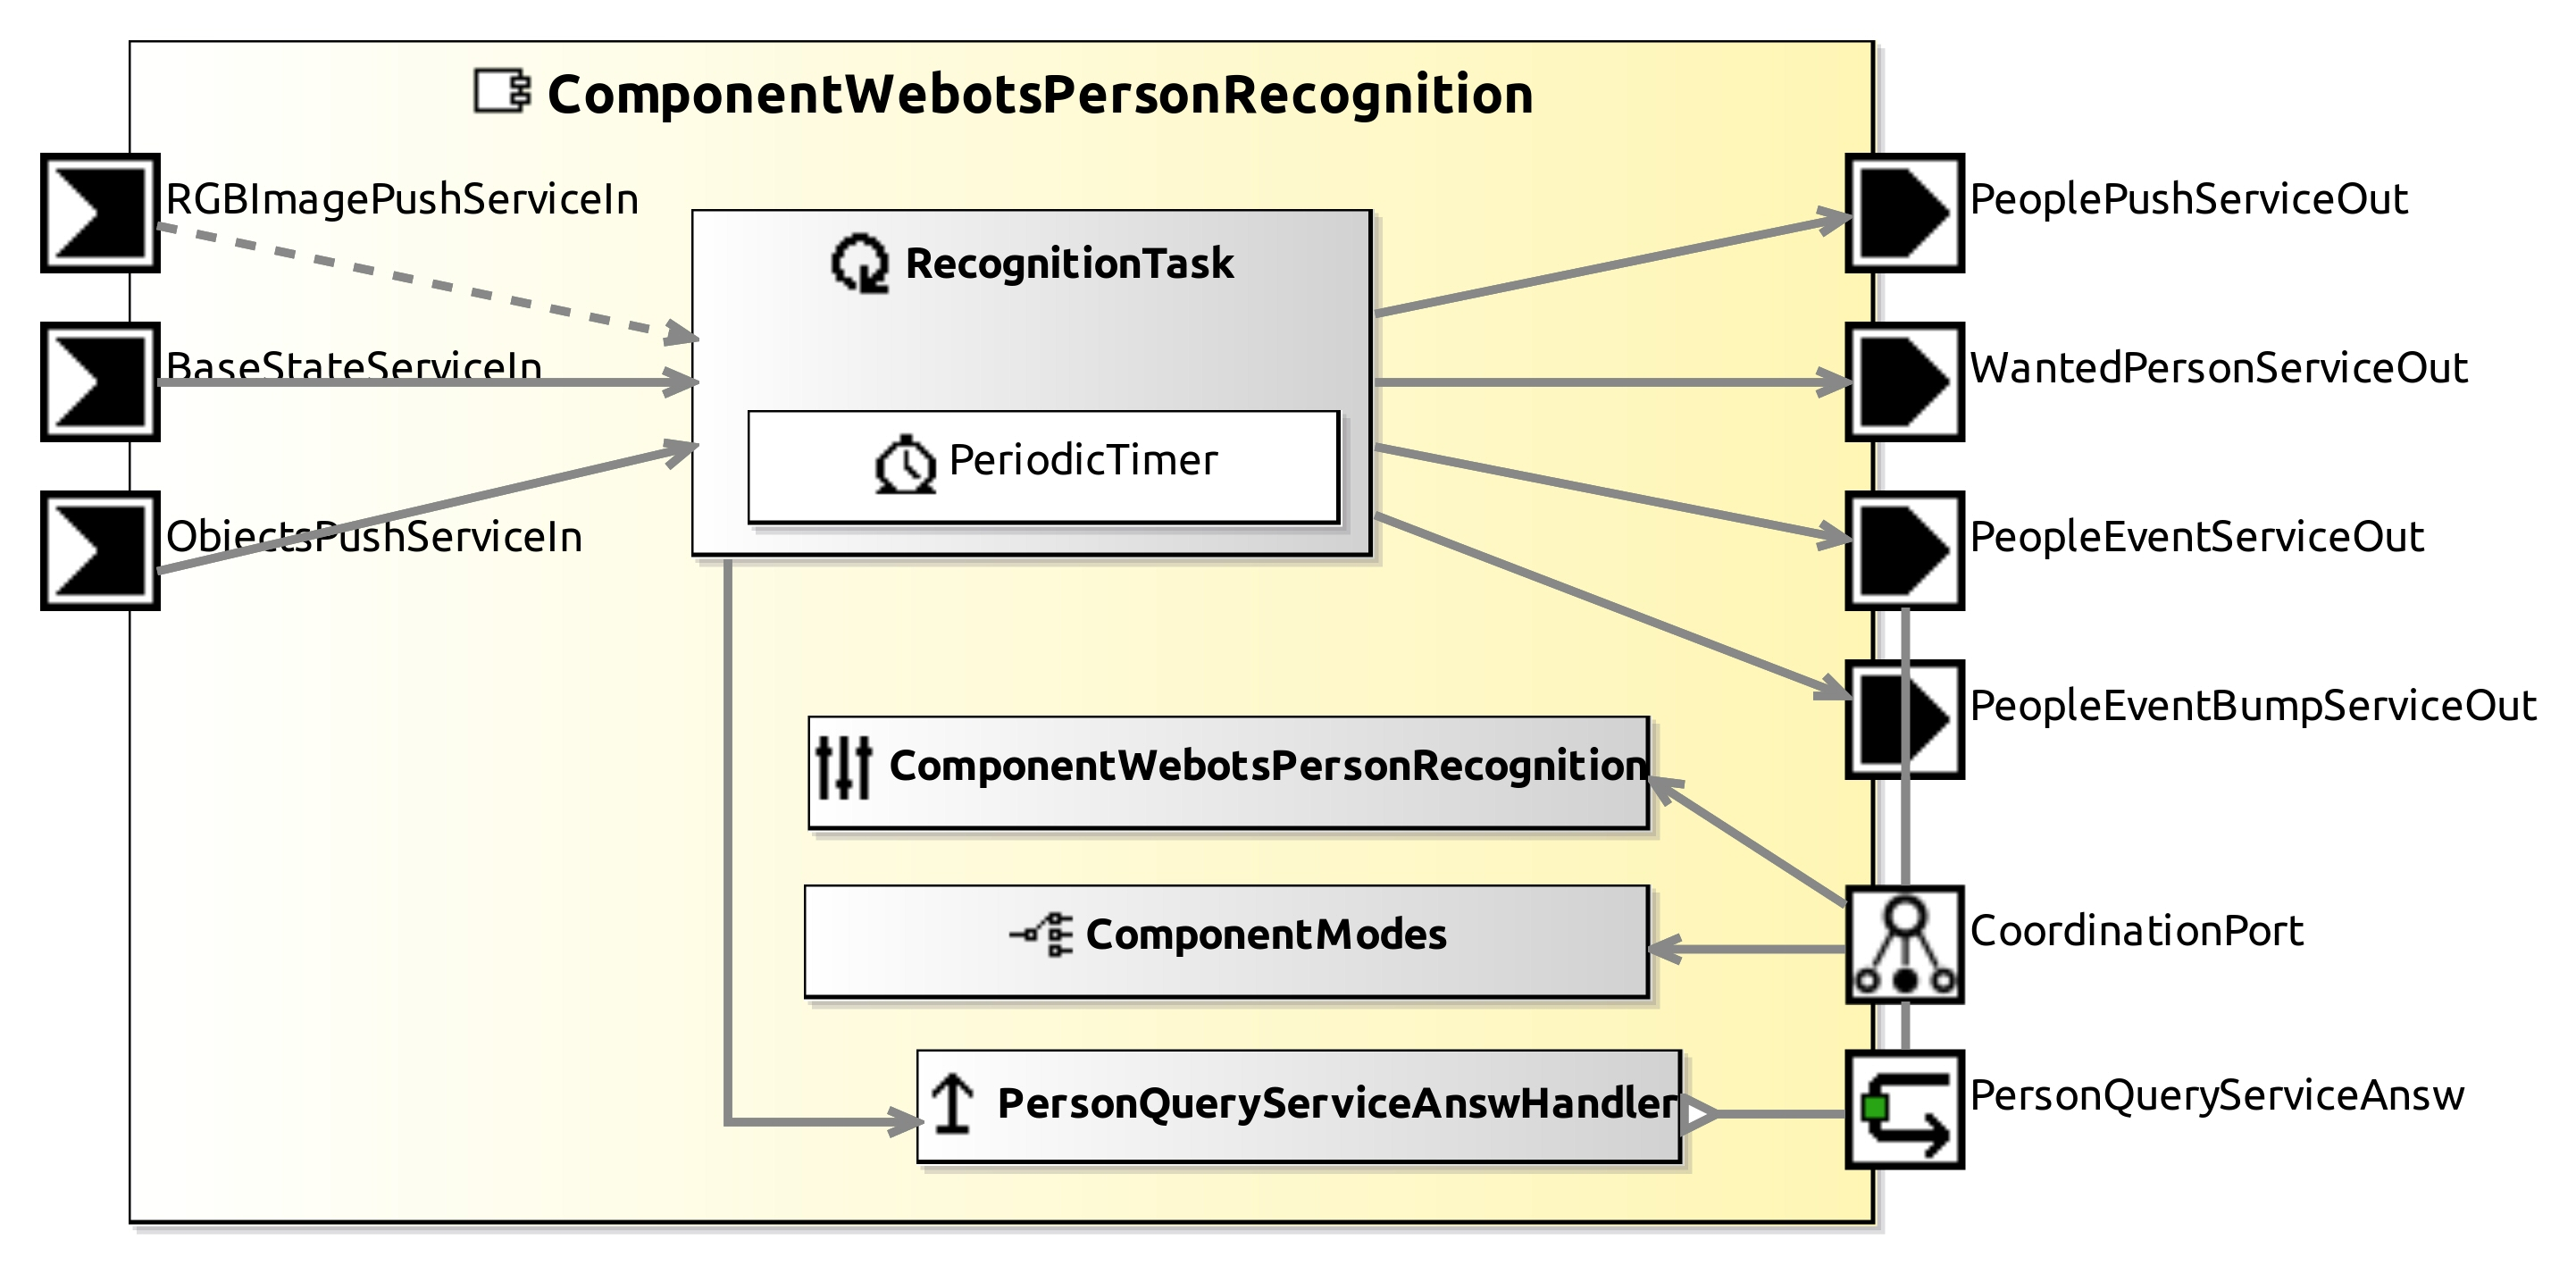 ComponentWebotsPersonRecognition
RGBImagePushServiceIn
BaseStateServiceIn
ObjectsPushServiceIn
RecognitionTask
PeriodicTimer
ComponentWebotsPersonRecognition
ComponentModes
PersonQueryServiceAnswHandler
PeoplePushServiceOut
WantedPersonServiceOut
PeopleEventServiceOut
PeopleEventBumpServiceOut
CoordinationPort
PersonQueryServiceAnsw